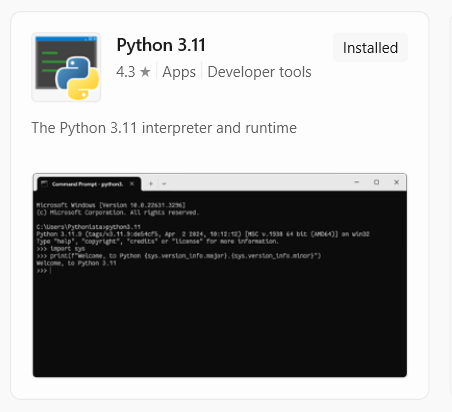 Python 3.11
Installed
4.3 ★ Apps Developer tools
The Python 3.11 interpreter and runtime
Command Prompt - python3.
Microsoft Windows [Version 10.0.22631.3296]
(c) Microsoft Corporation. All rights reserved.
C:\Users\PythonLata>python3.11
Python 3.11.9 (tags/v3.11.9:de54cf5, Apr  2 2024, 10:12:12) [MSC v.1938 64 bit (AMD64)] on win32
Type "help", "copyright", "credits" or "license" for more information.
>>> import sys
>>> print(f"Welcome, to Python {sys.version_info.major}.{sys.version_info.minor}")
Welcome, to Python 3.11
>>>